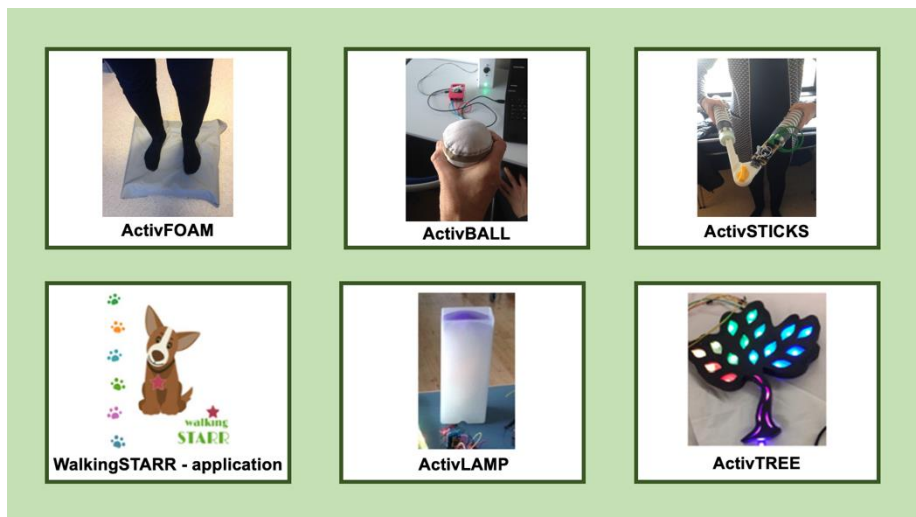 ActivFOAM
ActivBALL
ActivSTICKS
walking
STARR
WalkingSTARR - application
ActivLAMP
ActivTREE